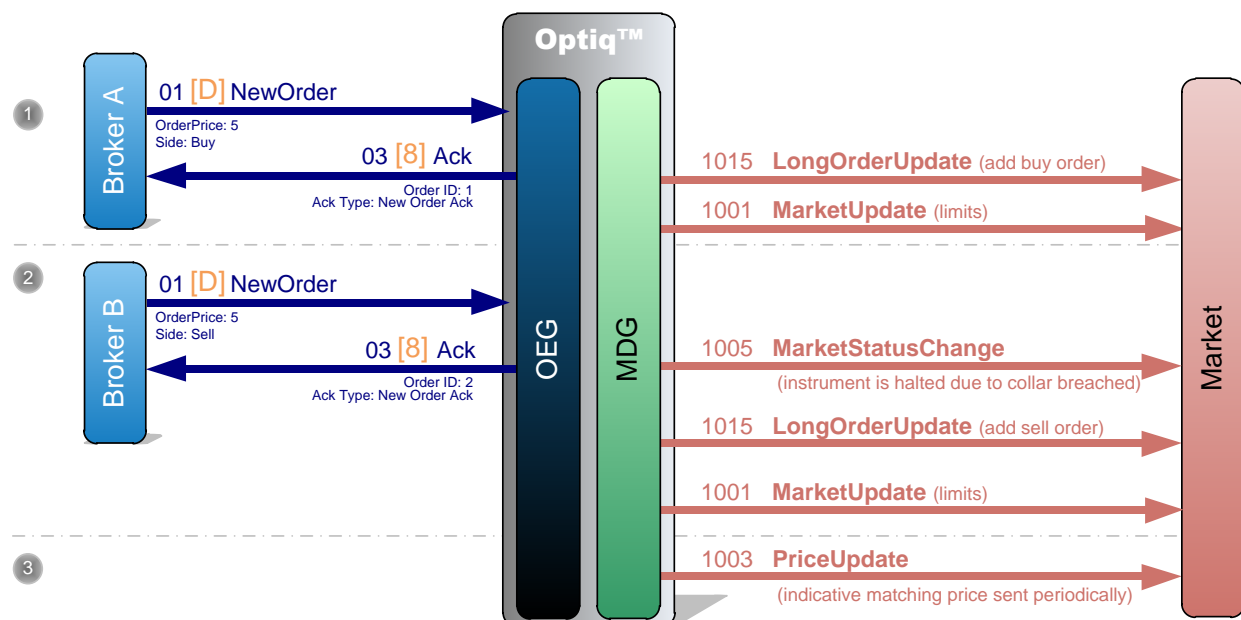 Optiq™
1
Broker A
01 [D] NewOrder
OrderPrice: 5
Side: Buy
03 [8] Ack
Order ID: 1
Ack Type: New Order Ack
1015 LongOrderUpdate (add buy order)
1001 MarketUpdate (limits)
2
Broker B
01 [D] NewOrder
OrderPrice: 5
Side: Sell
03 [8] Ack
Order ID: 2
Ack Type: New Order Ack
OEG
MDG
Market
1005 MarketStatusChange
(instrument is halted due to collar breached)
1015 LongOrderUpdate (add sell order)
1001 MarketUpdate (limits)
3
1003 PriceUpdate
(indicative matching price sent periodically)